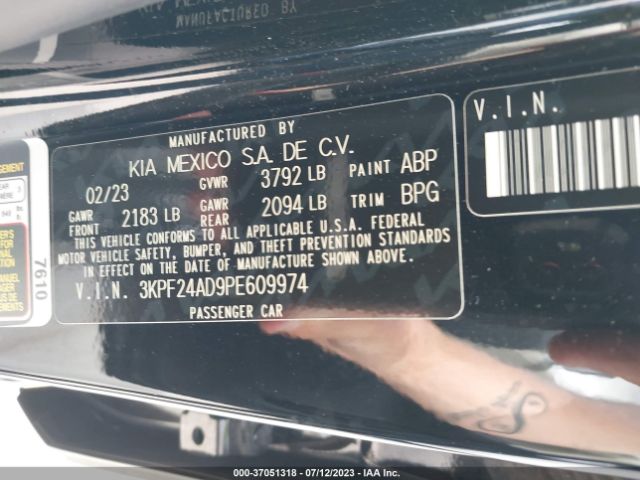 MANUFACTURED BY
KIA MEXICO S.A. DE C.V.
02/23 GVWR 3792 LB PAINT ABP
GAWR FRONT 2183 LB GAWR REAR 2094 LB TRIM BPG
THIS VEHICLE CONFORMS TO ALL APPLICABLE U.S.A. FEDERAL
MOTOR VEHICLE SAFETY, BUMPER, AND THEFT PREVENTION STANDARDS
IN EFFECT ON THE DATE OF MANUFACTURE SHOWN ABOVE.
V.I.N. 3KPF24AD9PE609974
PASSENGER CAR
V.I.N.
7610
000-37051318 - 07/12/2023 - IAA Inc.